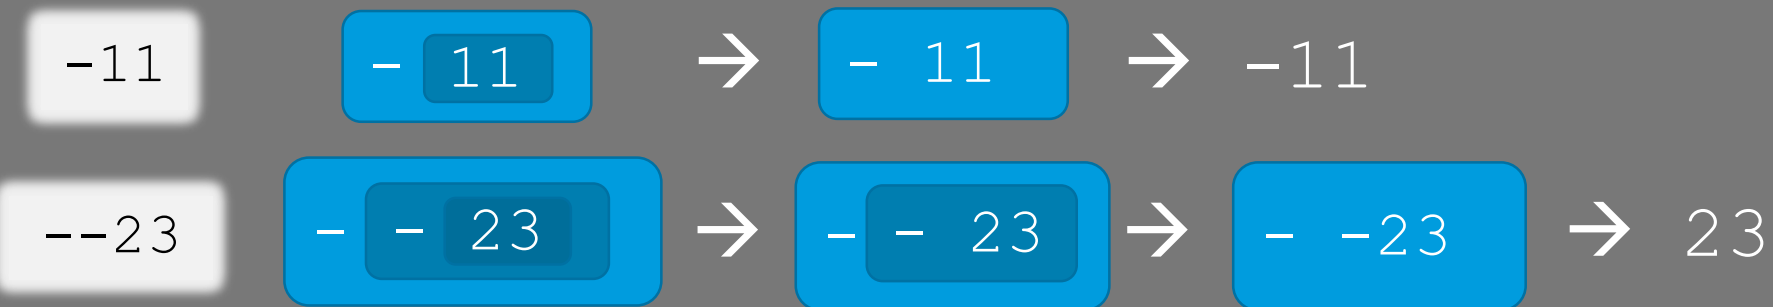 -11 - 11 → - 11 → -11
--23 - - 23 → - - 23 → - -23 → 23